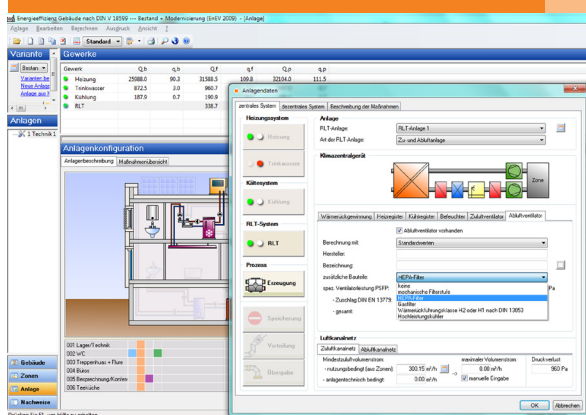 Energieeffizienz Gebäude nach DIN V 18599 --- Bestand + Modernisierung (EnEV 2009) - [Anlage]
Anlage Bearbeiten Berechnen Ausdruck Ansicht ?
Standard
Variante
Bestan
Varianten be
Neue Anlage
Anlage aus
Anlagen
1 Technik 1
Gewerke
Gewerk Q,b q,b Q,f q,f Q,p q,p
Heizung 25988.0 90.3 31588.5 109.8 32104.0 111.5
Trinkwasser 872.5 3.0 960.7
Kühlung 187.9 0.7 190.9
RLT 338.7
Anlagenkonfiguration
Anlagenbeschreibung Maßnahmenübersicht
001 Lager/Technik
002 WC
003 Treppenhaus + Flure
004 Büros
005 Besprechnung/Konferenz
006 Teeküche
Gebäude
Zonen
Anlage
Nachweise
Anlagendaten
zentrales System dezentrales System Beschreibung der Maßnahmen
Heizungssystem
Heizung
Trinkwasser
Kältesystem
Kühlung
RLT-System
RLT
Prozess
Erzeugung
Speicherung
Verteilung
Übergabe
Anlage
RLT-Anlage: RLT-Anlage 1
Art der RLT-Anlage: Zu- und Abluftanlage
Klimazentralgerät
Zone
Wärmerückgewinnung Heizregister Kühlregister Befeuchter Zuluftventilator Abluftventilator
Abluftventilator vorhanden
Berechnung mit: Standardwerten
Hersteller:
Bezeichnung:
zusätzliche Bauteile: HEPA-Filter
keine
mechanische Filterstufe
HEPA-Filter
Gasfilter
Wärmerückführungsklasse H2 oder H1 nach DIN 13053
Hochleistungskühler
spez. Ventilatorleistung PSFP:
- Zuschlag DIN EN 13779:
- gesamt:
Pa
Luftkanalnetz
Zuluftkanalnetz Abluftkanalnetz
Mindestzuluftvolumenstrom maximaler Volumenstrom Druckverlust
- nutzungsbedingt (aus Zonen): 300.15 m³/h 0.00 m³/h 960 Pa
- anlagentechnisch bedingt: 0.00 m³/h manuelle Eingabe
OK Abbrechen